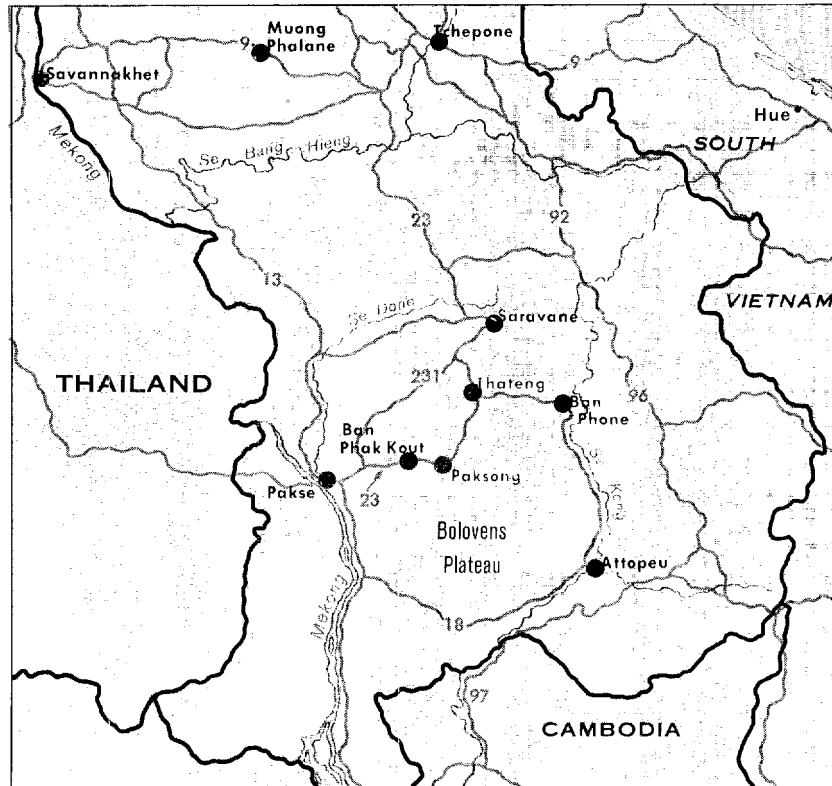 Muong
Phalane
9
Tchepone
Savannakhet
9
Hue
Mekong
Se Bang Hieng
SOUTH
23
92
13
VIETNAM
Se Done
Saravane
THAILAND
231
Thateng
96
Ban
Phone
Ban
Phak Kout
Paksong
Pakse
23
Se Kong
Bolovens
Plateau
Attopeu
Mekong
18
97
CAMBODIA